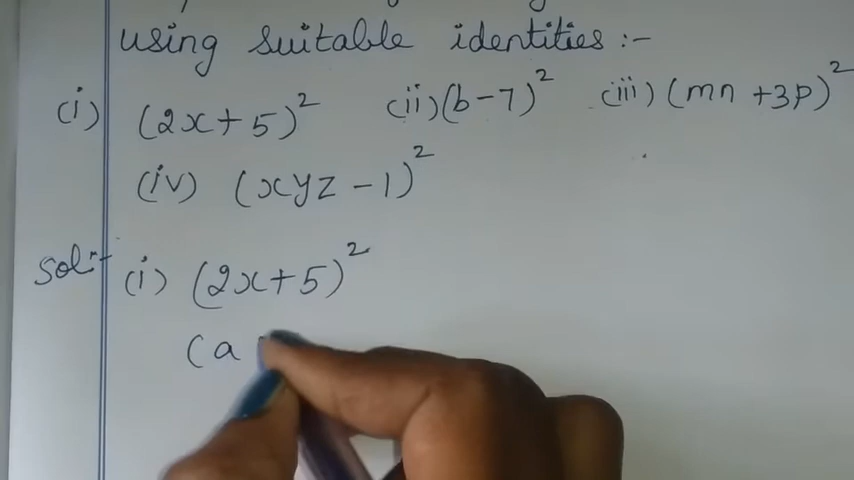 using suitable identities :-
(i) (2x + 5)² (ii) (b - 7)² (iii) (mn + 3p)²
(iv) (xyz - 1)²
Sol:- (i) (2x + 5)²
(a